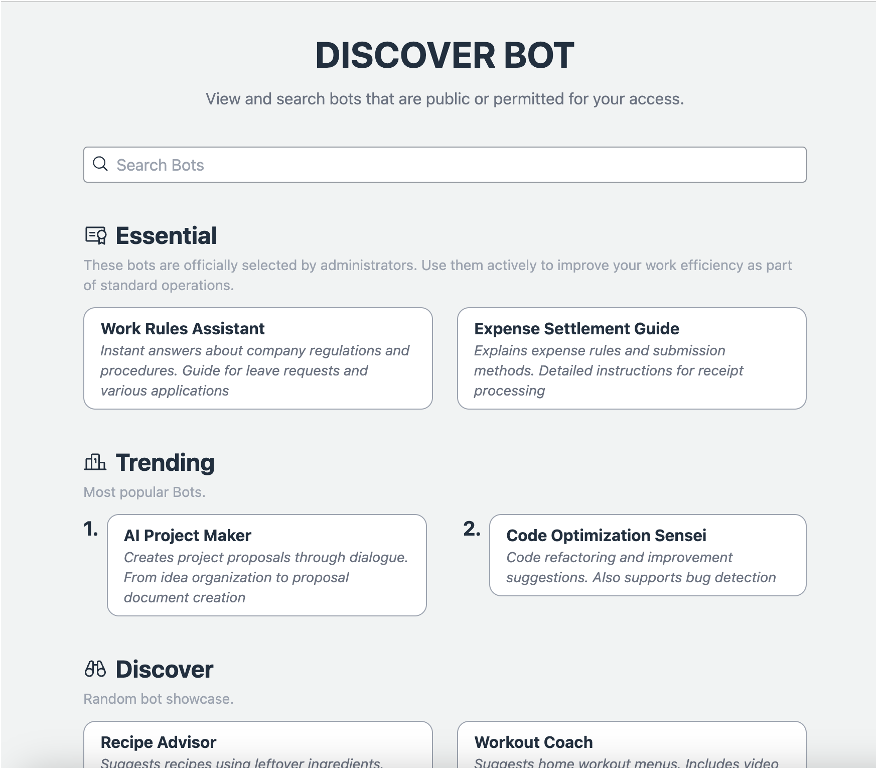 DISCOVER BOT
View and search bots that are public or permitted for your access.
Search Bots
Essential
These bots are officially selected by administrators. Use them actively to improve your work efficiency as part
of standard operations.
Work Rules Assistant
Instant answers about company regulations and
procedures. Guide for leave requests and
various applications
Expense Settlement Guide
Explains expense rules and submission
methods. Detailed instructions for receipt
processing
Trending
Most popular Bots.
1.
AI Project Maker
Creates project proposals through dialogue.
From idea organization to proposal
document creation
2.
Code Optimization Sensei
Code refactoring and improvement
suggestions. Also supports bug detection
Discover
Random bot showcase.
Recipe Advisor
Suggests recipes using leftover ingredients.
Workout Coach
Suggests home workout menus. Includes video